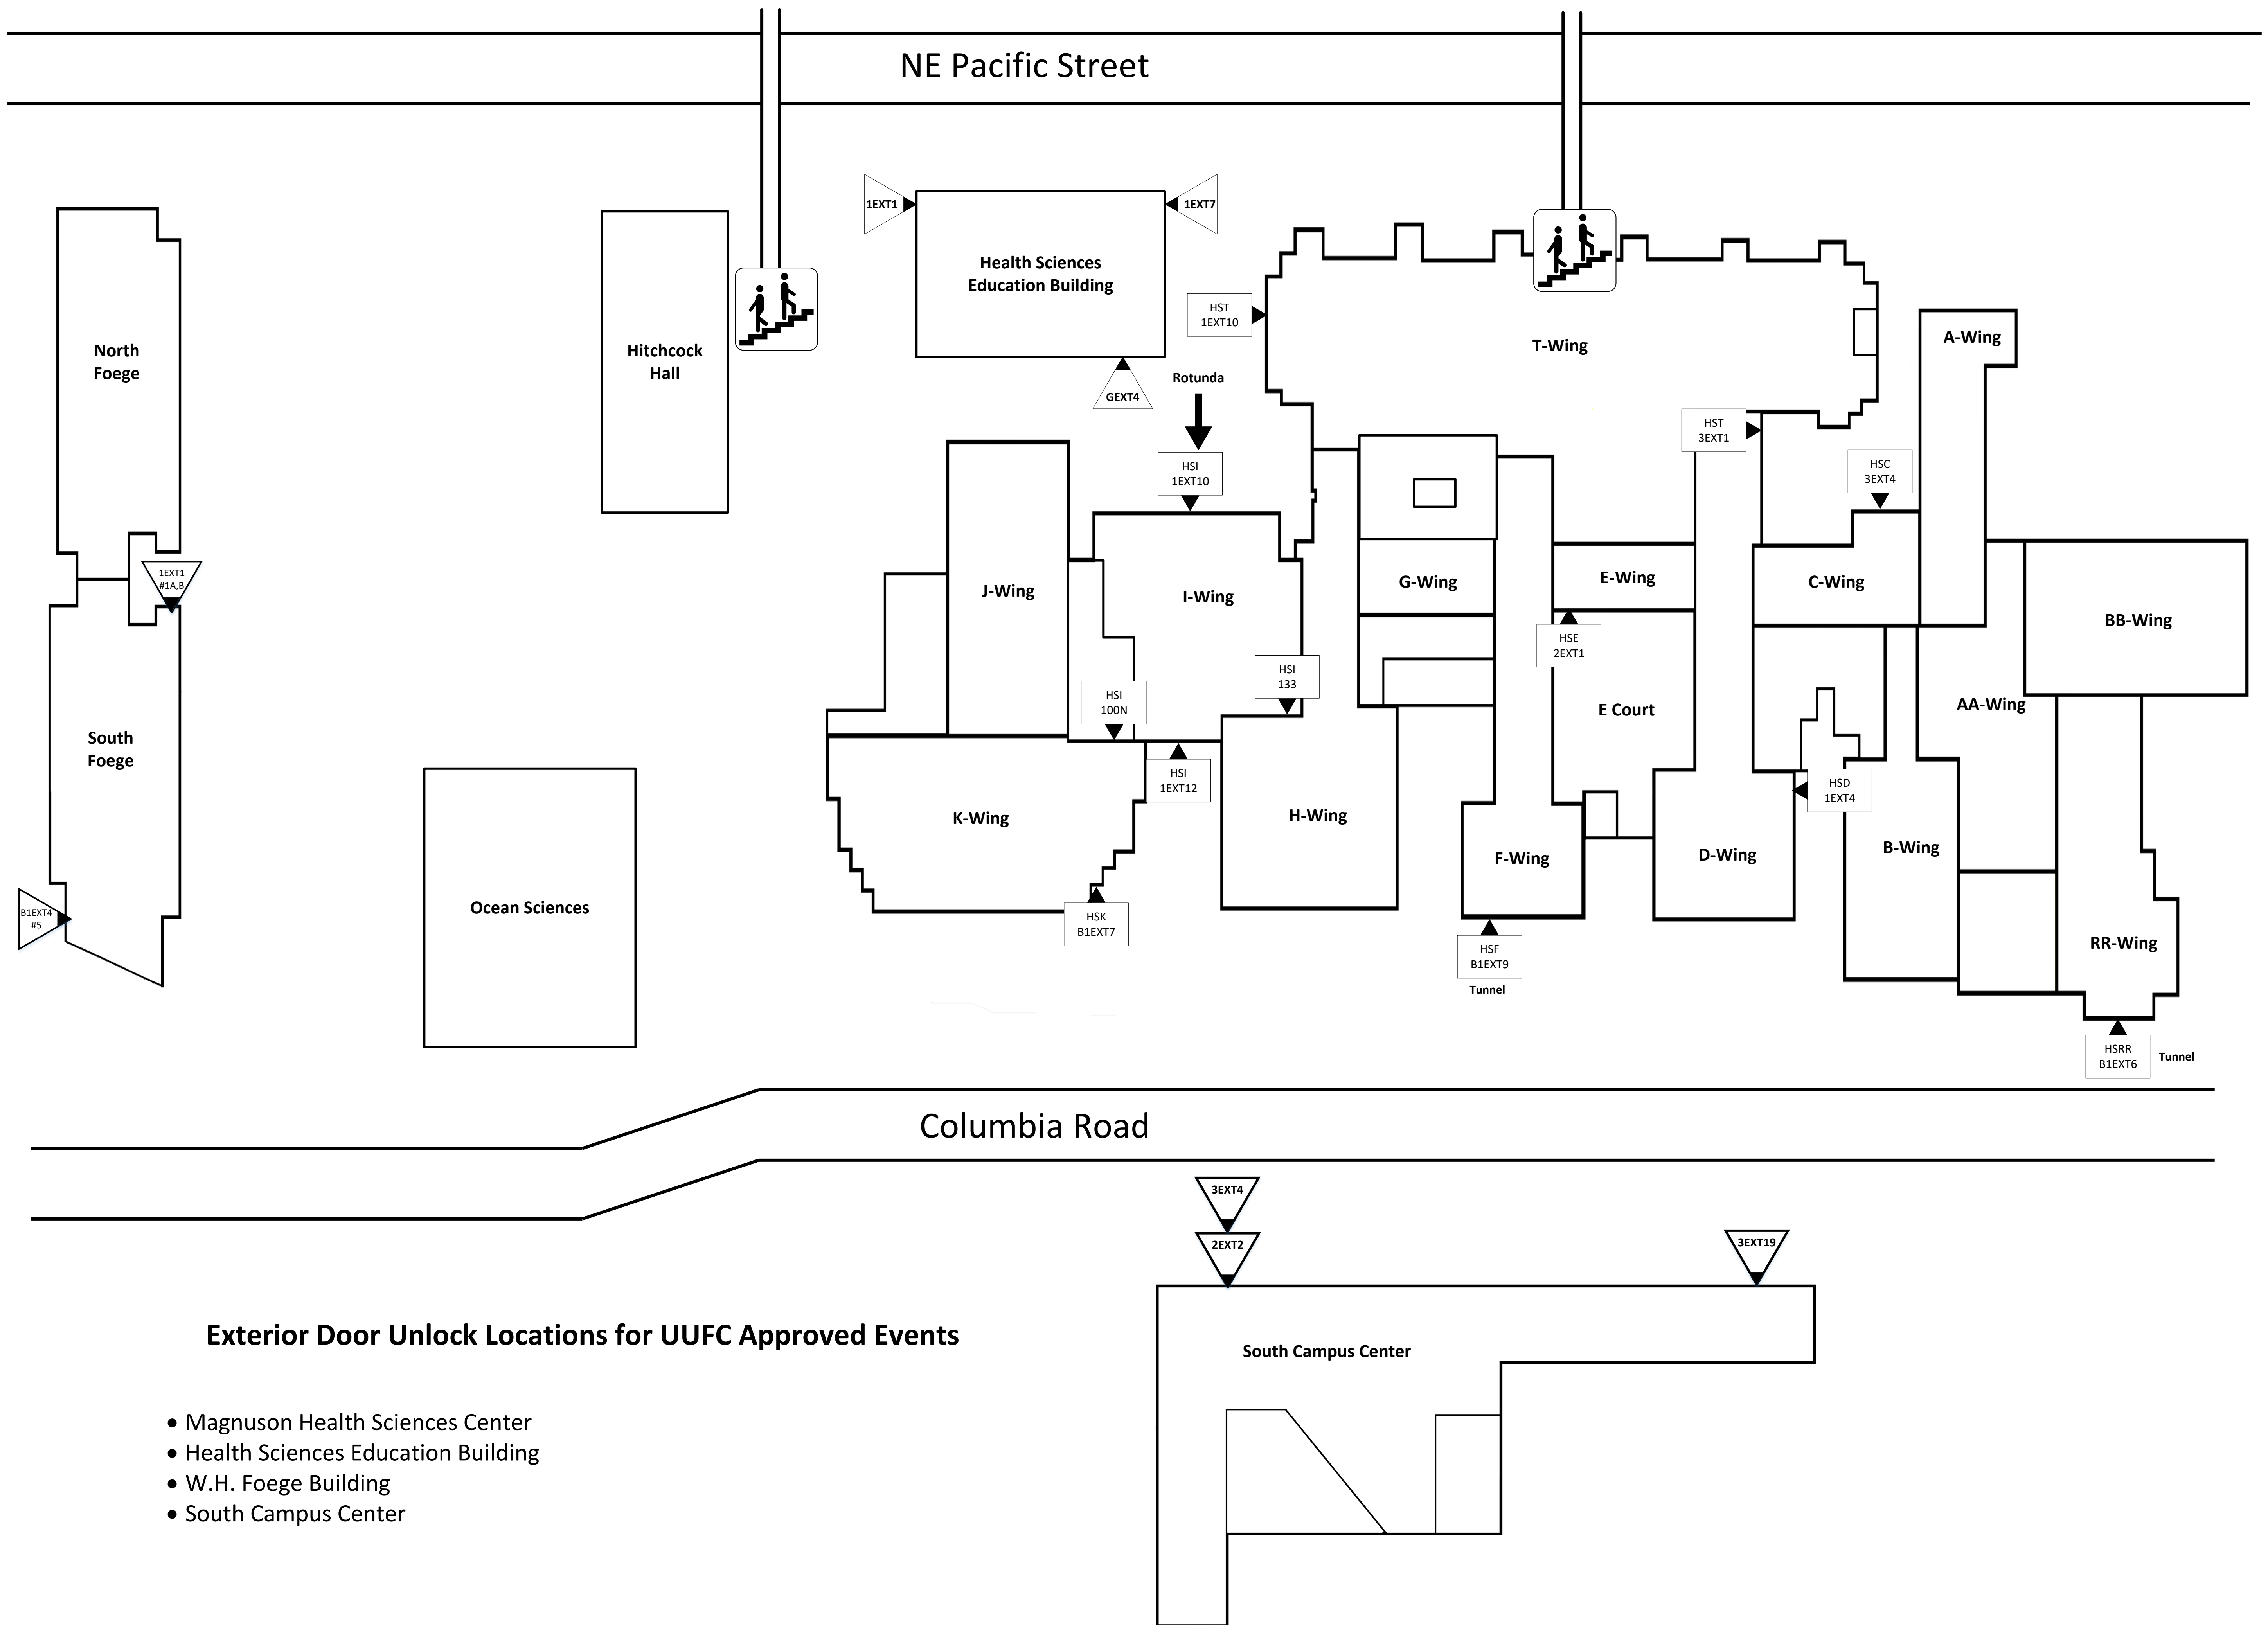 NE Pacific Street
1EXT1
1EXT7
Health Sciences
Education Building
North
Foege
Hitchcock
Hall
HST
1EXT10
T-Wing
A-Wing
GEXT4
Rotunda
HST
3EXT1
HSI
1EXT10
HSC
3EXT4
1EXT1
#1A,B
J-Wing
I-Wing
G-Wing
E-Wing
C-Wing
BB-Wing
HSE
2EXT1
HSI
133
HSI
100N
E Court
AA-Wing
South
Foege
HSI
1EXT12
HSD
1EXT4
K-Wing
H-Wing
F-Wing
D-Wing
B-Wing
B1EXT4
#5
Ocean Sciences
HSK
B1EXT7
HSF
B1EXT9
Tunnel
RR-Wing
HSRR
B1EXT6
Tunnel
Columbia Road
3EXT4
2EXT2
3EXT19
South Campus Center
Exterior Door Unlock Locations for UUFC Approved Events
• Magnuson Health Sciences Center
• Health Sciences Education Building
• W.H. Foege Building
• South Campus Center